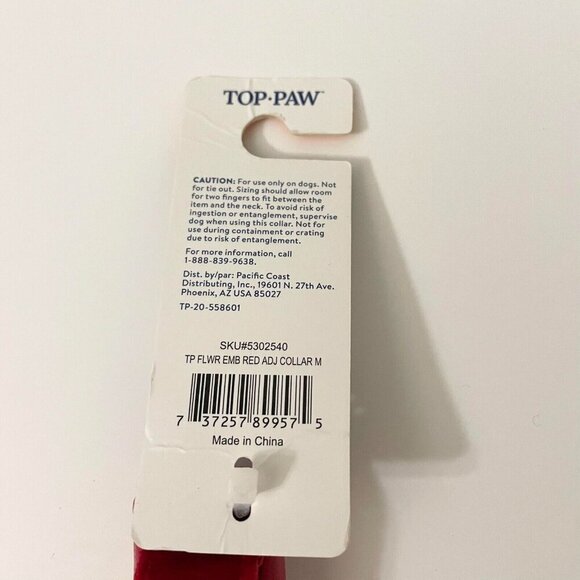 TOP•PAW™
CAUTION: For use only on dogs. Not
for tie out. Sizing should allow room
for two fingers to fit between the
item and the neck. To avoid risk of
ingestion or entanglement, supervise
dog when using this collar. Not for
use during containment or crating
due to risk of entanglement.
For more information, call
1-888-839-9638.
Dist. by/par: Pacific Coast
Distributing, Inc., 19601 N. 27th Ave.
Phoenix, AZ USA 85027
TP-20-558601
SKU#5302540
TP FLWR EMB RED ADJ COLLAR M
7 37257 89957 5
Made in China